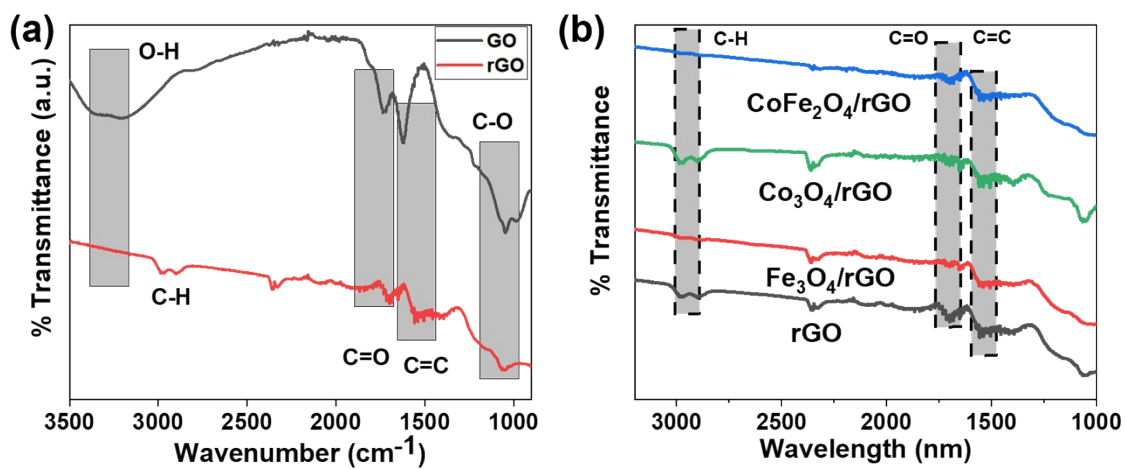 (a)
GO
rGO
O-H
C-O
C-H
C=O
C=C
% Transmittance (a.u.)
3500 3000 2500 2000 1500 1000
Wavenumber (cm⁻¹)
(b)
C-H
C=O
C=C
CoFe₂O₄/rGO
Co₃O₄/rGO
Fe₃O₄/rGO
rGO
% Transmittance
3000 2500 2000 1500 1000
Wavelength (nm)